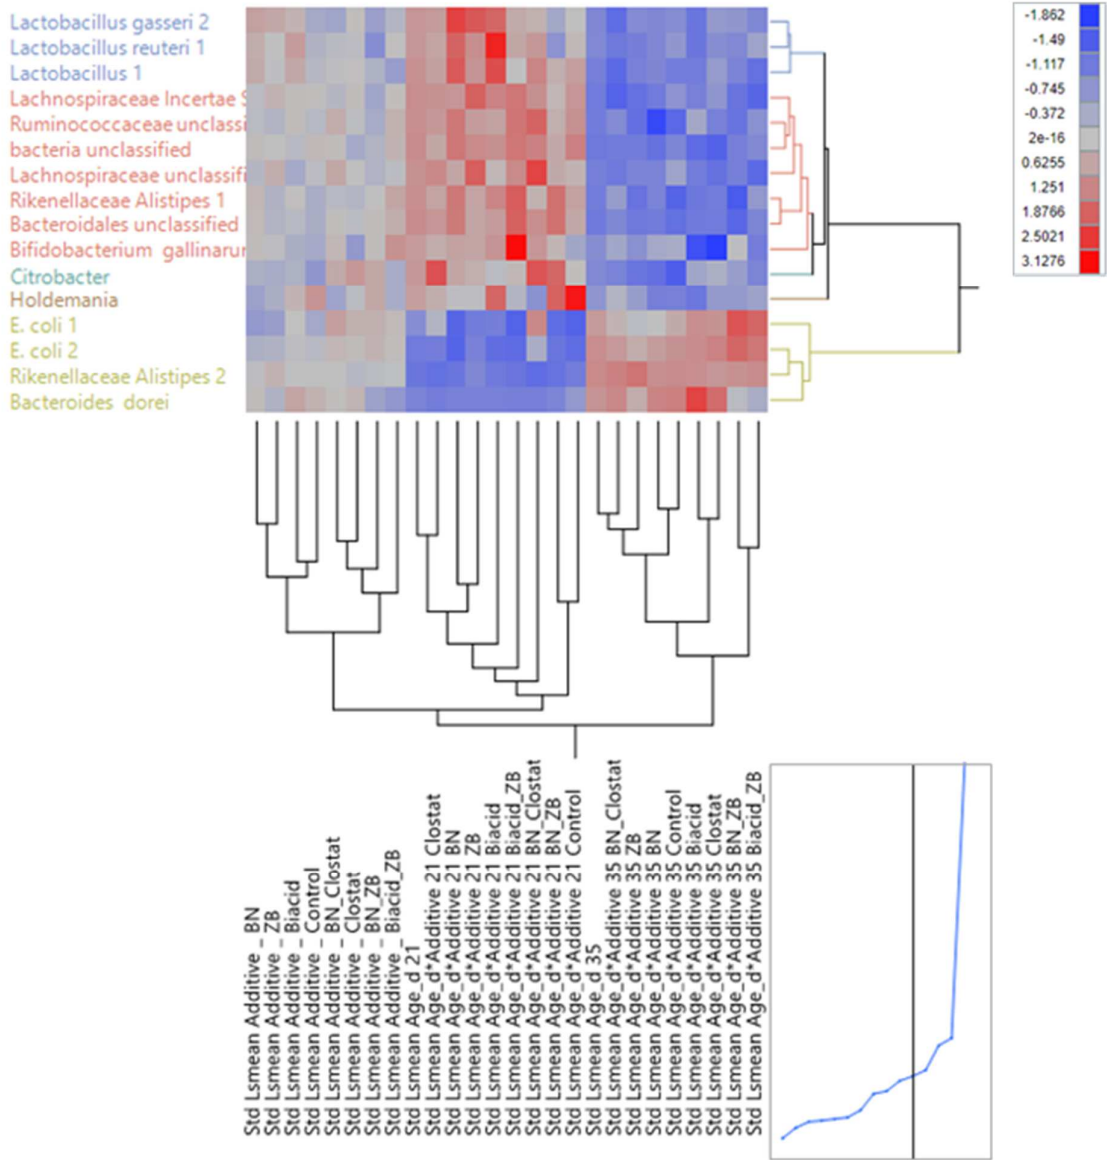 Lactobacillus gasseri 2
Lactobacillus reuteri 1
Lactobacillus 1
Lachnospiraceae Incertae S
Ruminococcaceae unclassi
bacteria unclassified
Lachnospiraceae unclassifi
Rikenellaceae Alistipes 1
Bacteroidales unclassified
Bifidobacterium gallinarur
Citrobacter
Holdemania
E. coli 1
E. coli 2
Rikenellaceae Alistipes 2
Bacteroides dorei
-1.862
-1.49
-1.117
-0.745
-0.372
2e-16
0.6255
1.251
1.8766
2.5021
3.1276
Std Lsmean Additive _ BN
Std Lsmean Additive _ ZB
Std Lsmean Additive _ Biacid
Std Lsmean Additive _ Control
Std Lsmean Additive _ BN_Clostat
Std Lsmean Additive _ Clostat
Std Lsmean Additive _ BN_ZB
Std Lsmean Additive _ Biacid_ZB
Std Lsmean Age_d 21
Std Lsmean Age_d*Additive 21 Clostat
Std Lsmean Age_d*Additive 21 BN
Std Lsmean Age_d*Additive 21 ZB
Std Lsmean Age_d*Additive 21 Biacid
Std Lsmean Age_d*Additive 21 Biacid_ZB
Std Lsmean Age_d*Additive 21 BN_Clostat
Std Lsmean Age_d*Additive 21 BN_ZB
Std Lsmean Age_d*Additive 21 Control
Std Lsmean Age_d 35
Std Lsmean Age_d*Additive 35 BN_Clostat
Std Lsmean Age_d*Additive 35 ZB
Std Lsmean Age_d*Additive 35 BN
Std Lsmean Age_d*Additive 35 Control
Std Lsmean Age_d*Additive 35 Biacid
Std Lsmean Age_d*Additive 35 Clostat
Std Lsmean Age_d*Additive 35 BN_ZB
Std Lsmean Age_d*Additive 35 Biacid_ZB